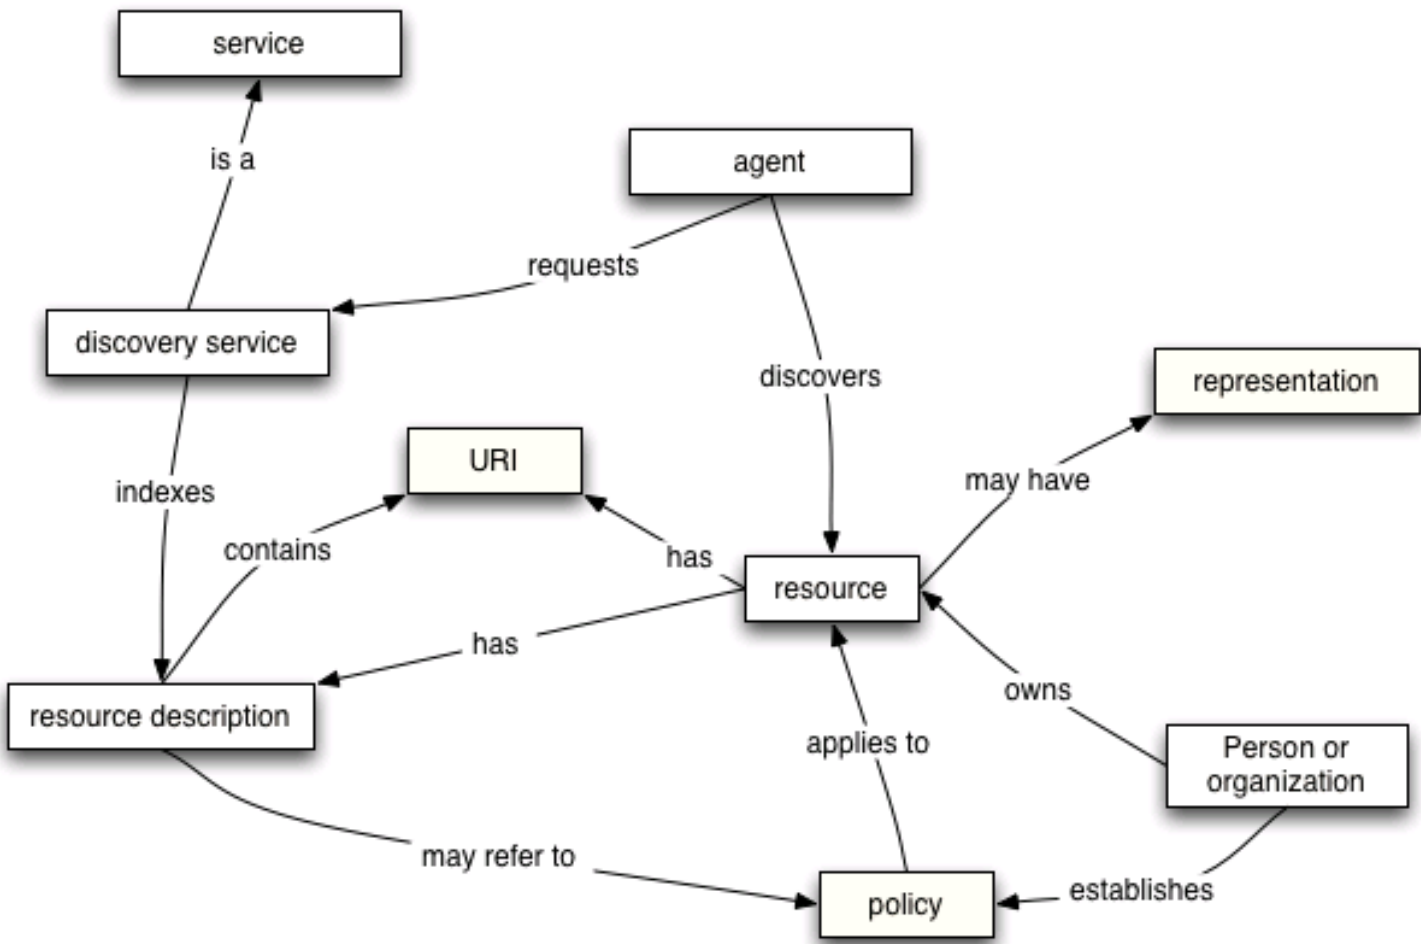 service
is a
agent
requests
discovery service
discovers
representation
URI
may have
indexes
contains
has
resource
has
owns
resource description
applies to
Person or
organization
may refer to
establishes
policy